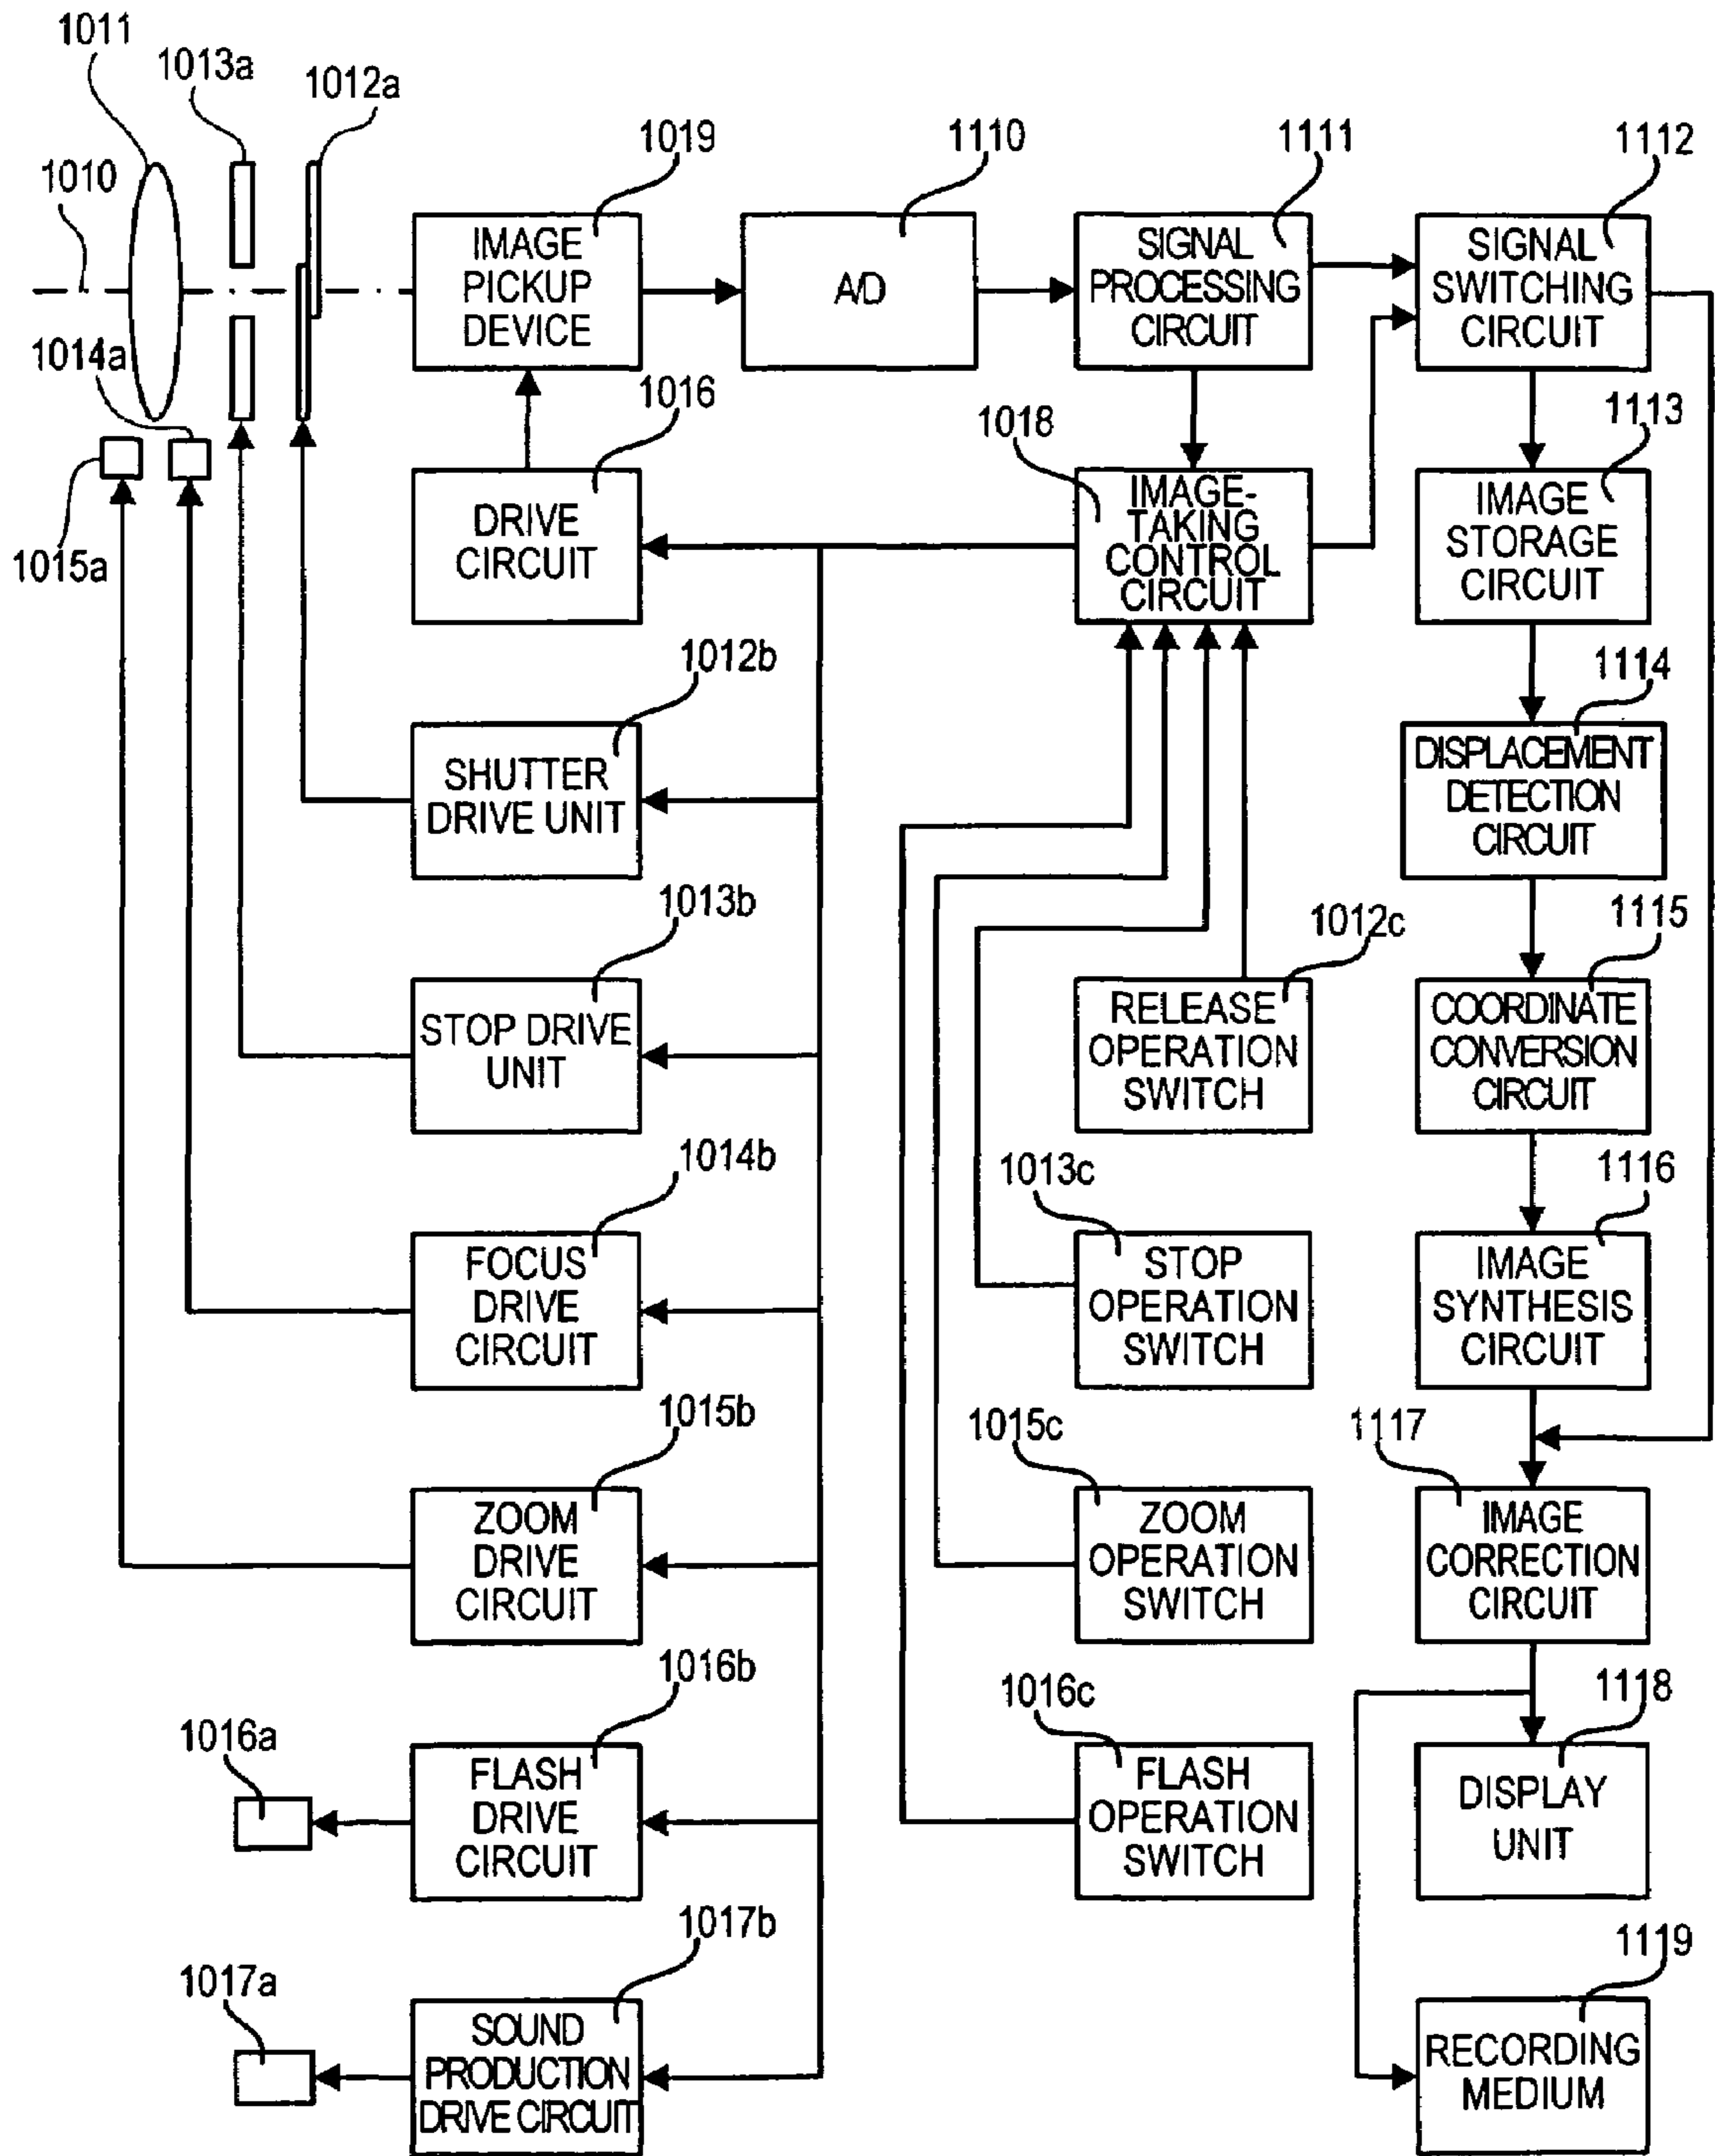 1011
1013a
1012a
1010
1014a
1015a
1019
IMAGE
PICKUP
DEVICE
1110
A/D
1111
SIGNAL
PROCESSING
CIRCUIT
1112
SIGNAL
SWITCHING
CIRCUIT
1016
DRIVE
CIRCUIT
1018
IMAGE-
TAKING
CONTROL
CIRCUIT
1113
IMAGE
STORAGE
CIRCUIT
1012b
SHUTTER
DRIVE UNIT
1114
DISPLACEMENT
DETECTION
CIRCUIT
1013b
STOP DRIVE
UNIT
1012c
RELEASE
OPERATION
SWITCH
1115
COORDINATE
CONVERSION
CIRCUIT
1014b
FOCUS
DRIVE
CIRCUIT
1013c
STOP
OPERATION
SWITCH
1116
IMAGE
SYNTHESIS
CIRCUIT
1015b
ZOOM
DRIVE
CIRCUIT
1015c
ZOOM
OPERATION
SWITCH
1117
IMAGE
CORRECTION
CIRCUIT
1016a
1016b
FLASH
DRIVE
CIRCUIT
1016c
FLASH
OPERATION
SWITCH
1118
DISPLAY
UNIT
1017a
1017b
SOUND
PRODUCTION
DRIVE CIRCUIT
1119
RECORDING
MEDIUM